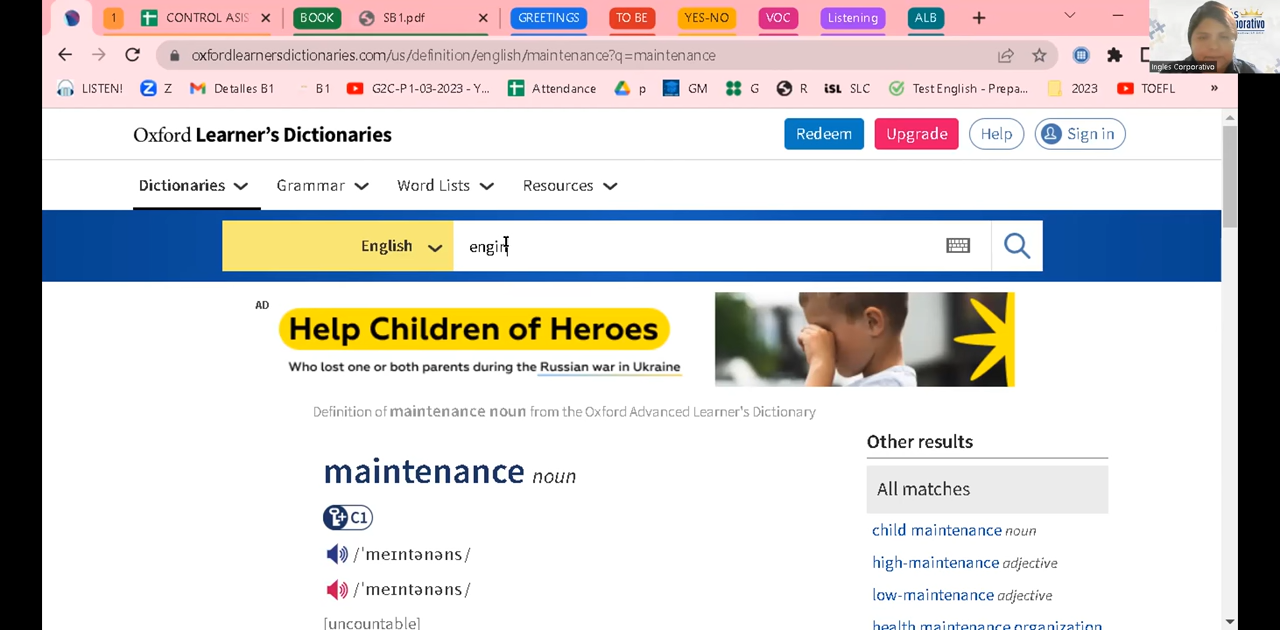 1 CONTROL ASIS BOOK SB1.pdf GREETINGS TO BE YES-NO VOC Listening ALB
oxfordlearnersdictionaries.com/us/definition/english/maintenance?q=maintenance
Inglés Corporativo
LISTEN! Z Detalles B1 B1 G2C-P1-03-2023 - Y... Attendance p GM G R iSL SLC Test English - Prepa... 2023 TOEFL »
Oxford Learner's Dictionaries
Redeem Upgrade Help Sign in
Dictionaries Grammar Word Lists Resources
English engin
AD
Help Children of Heroes
Who lost one or both parents during the Russian war in Ukraine
Definition of maintenance noun from the Oxford Advanced Learner's Dictionary
Other results
maintenance noun
All matches
C1
child maintenance noun
/ˈmeɪntənəns/
high-maintenance adjective
/ˈmeɪntənəns/
low-maintenance adjective
[uncountable]
health maintenance organization